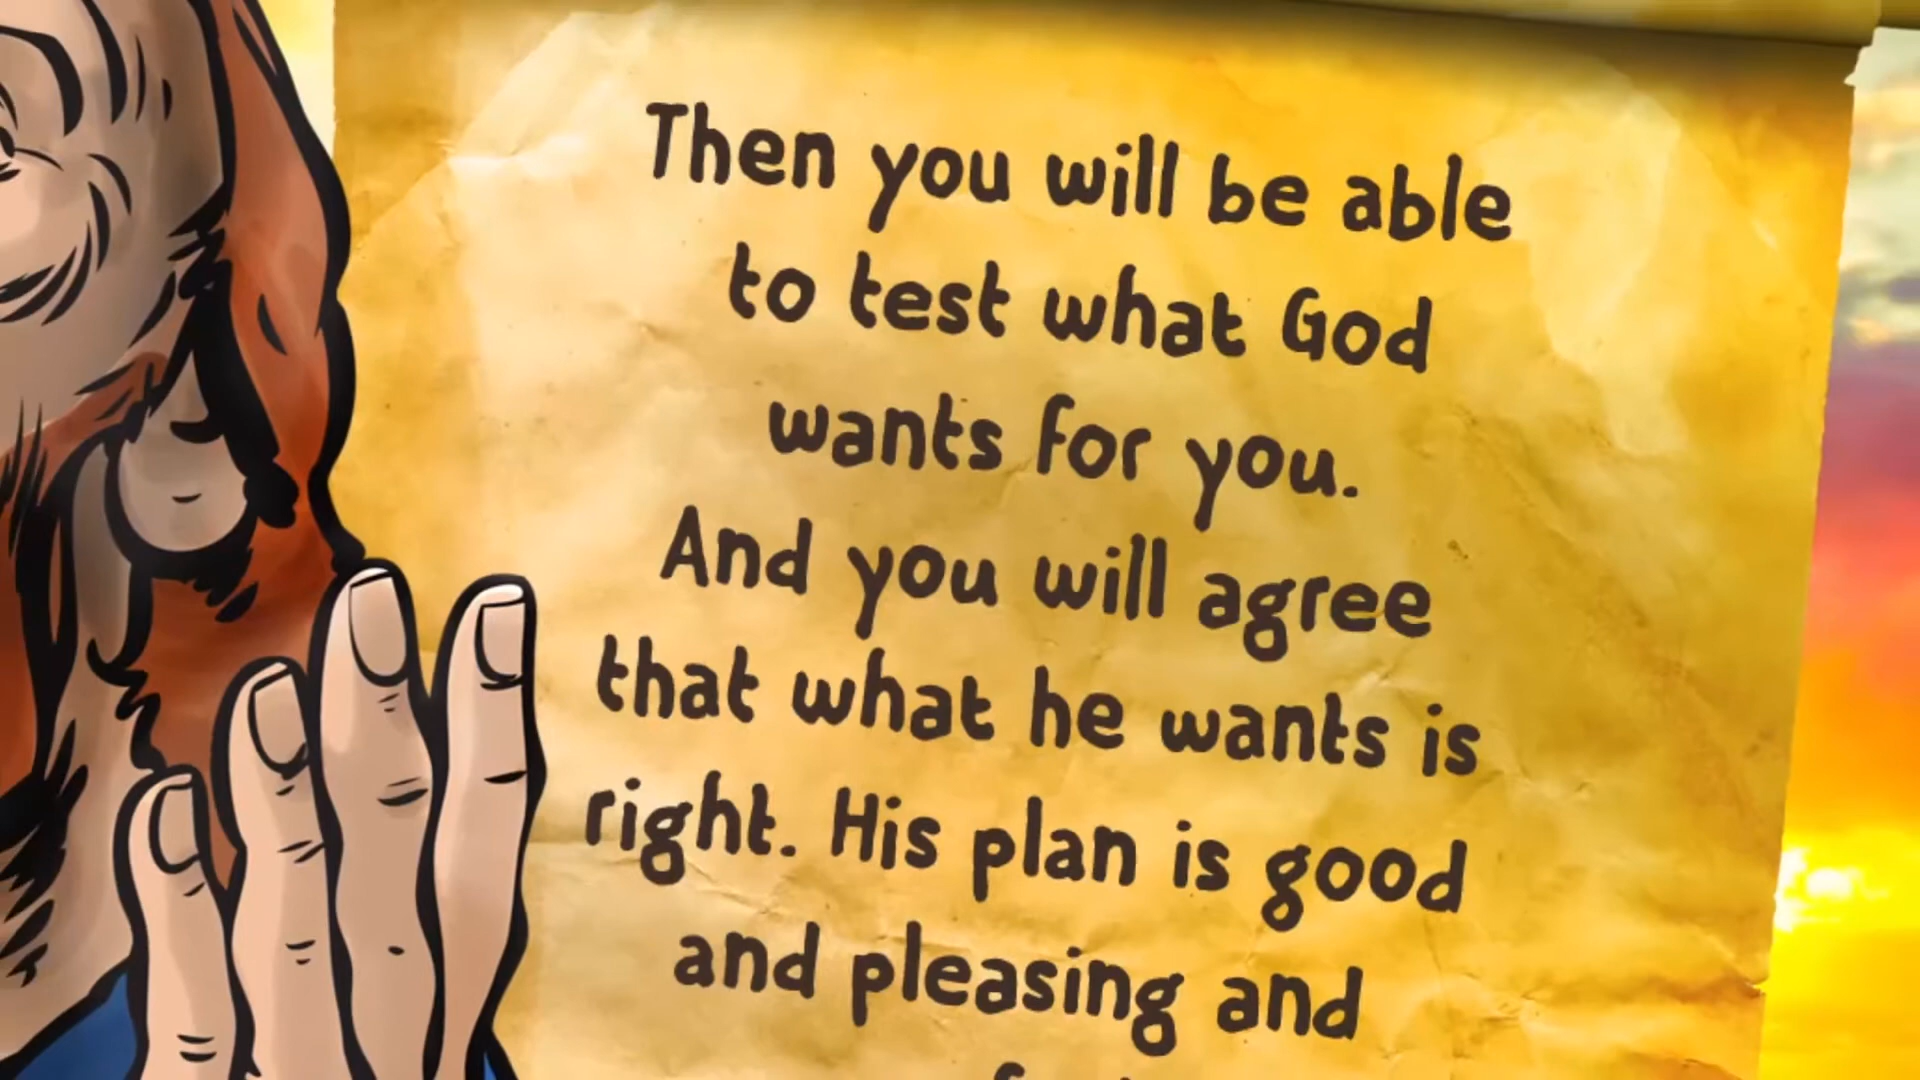 Then you will be able
to test what God
wants for you.
And you will agree
that what he wants is
right. His plan is good
and pleasing and